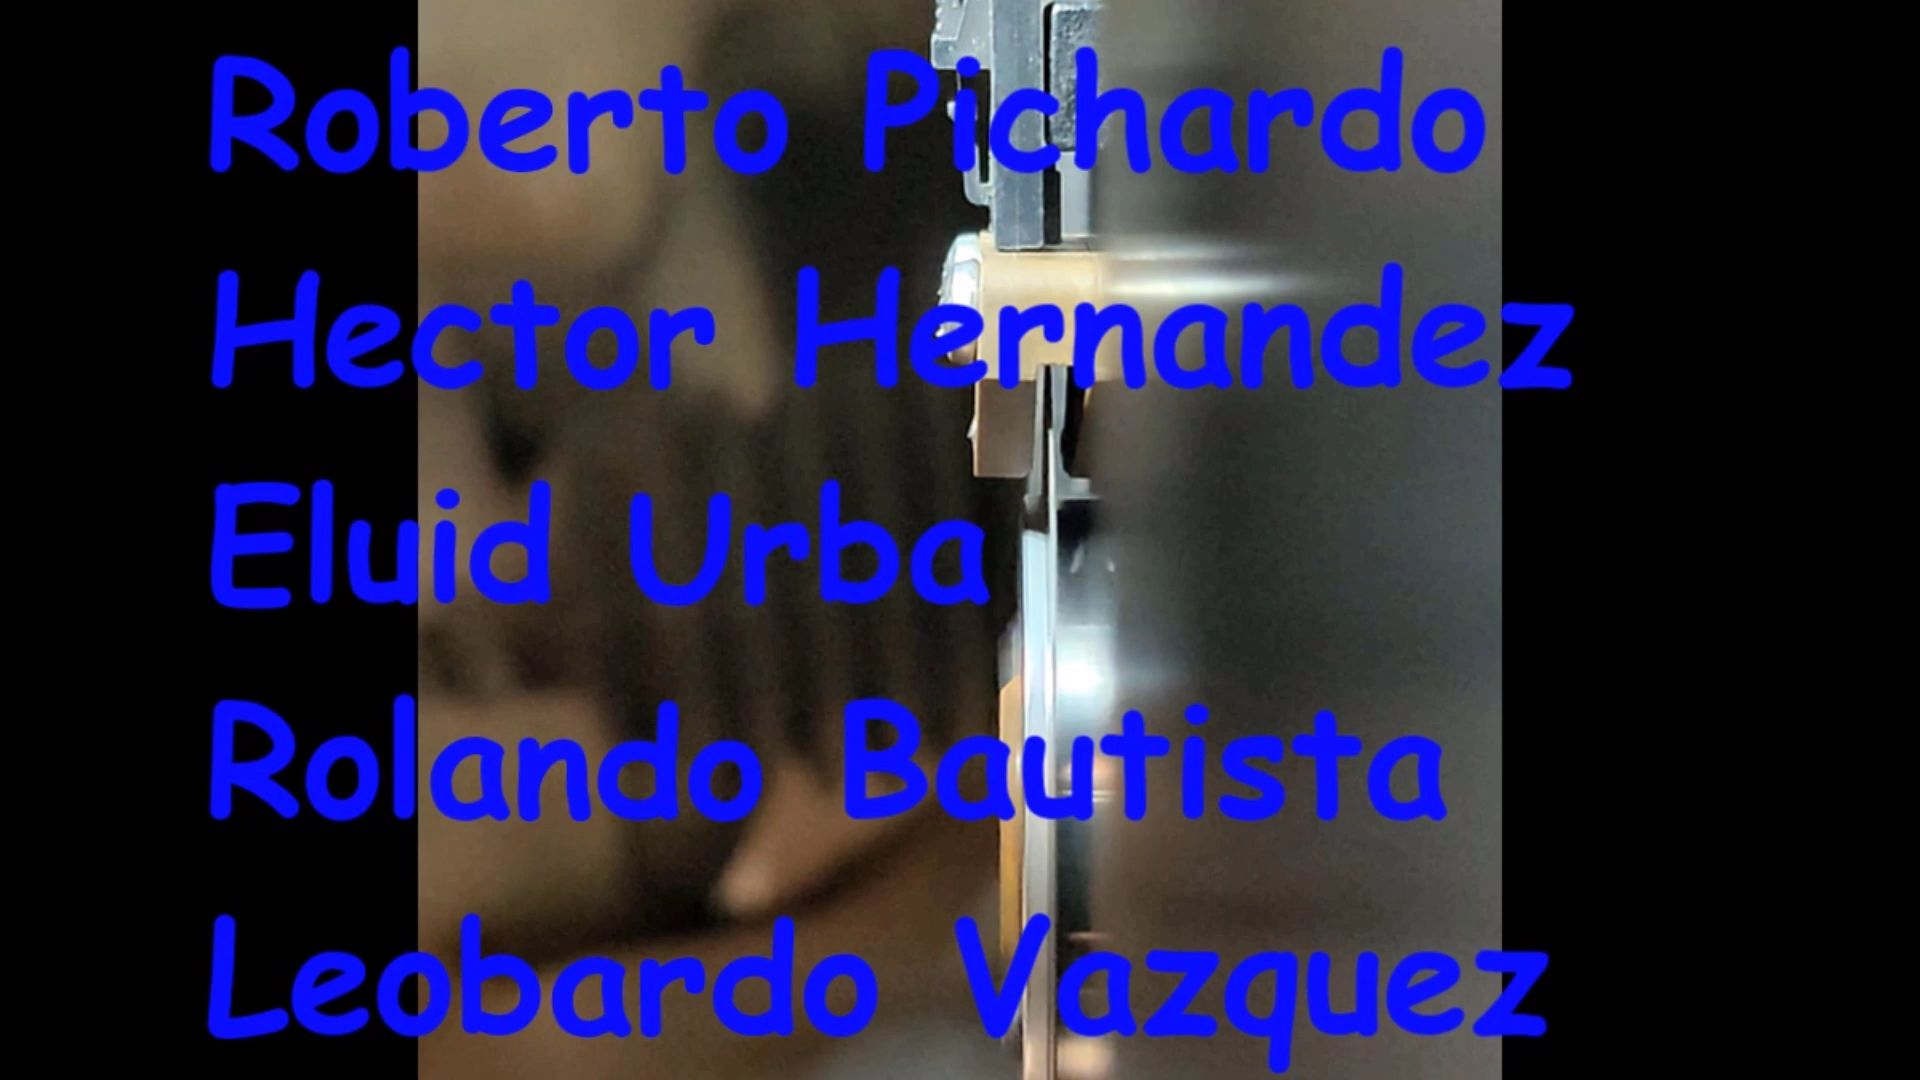 Roberto Pichardo
Hector Hernandez
Eluid Urba
Rolando Bautista
Leobardo Vazquez